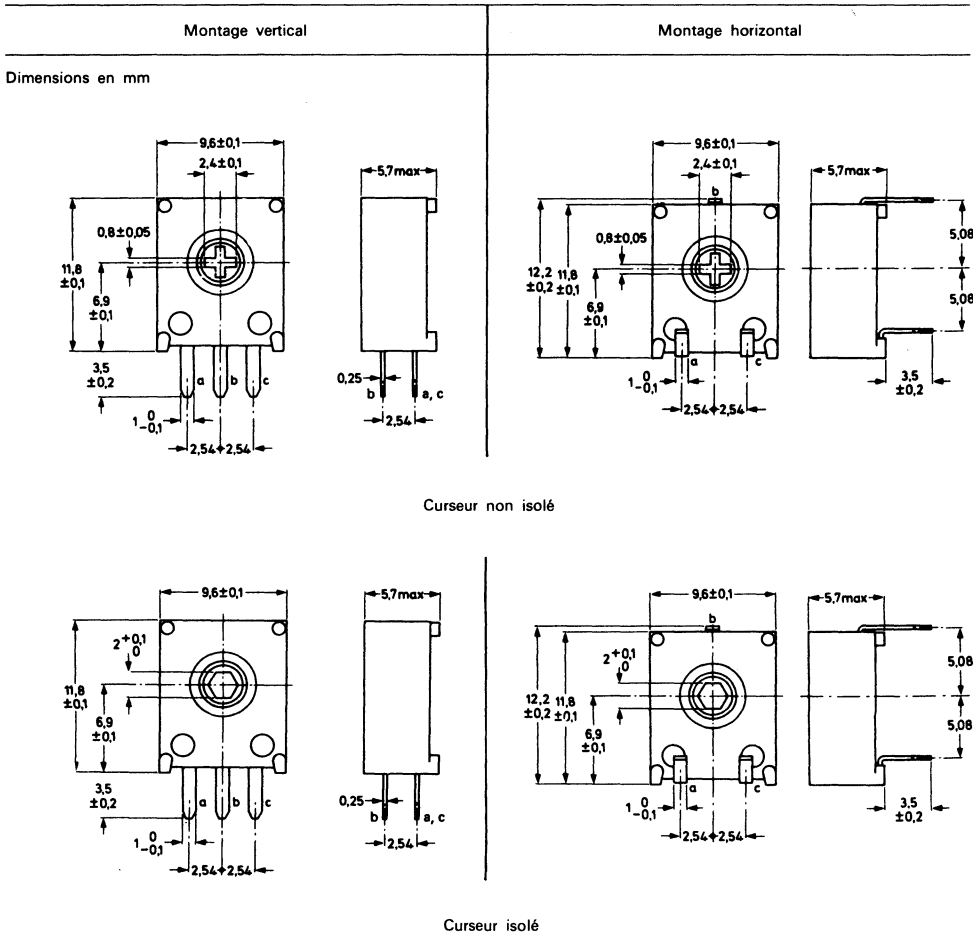 Montage vertical
Montage horizontal
Dimensions en mm
9,6±0,1
2,4±0,1
5,7max
0,8±0,05
11,8
±0,1
6,9
±0,1
3,5
±0,2
a
b
c
1 0
−0,1
2,54
2,54
0,25
b
a, c
2,54
9,6±0,1
2,4±0,1
b
5,7max
0,8±0,05
12,2
±0,2
11,8
±0,1
6,9
±0,1
a
c
1 0
−0,1
2,54
2,54
5,08
5,08
3,5
±0,2
Curseur non isolé
9,6±0,1
5,7max
2 +0,1
0
11,8
±0,1
6,9
±0,1
3,5
±0,2
a
b
c
1 0
−0,1
2,54
2,54
0,25
b
a, c
2,54
9,6±0,1
b
5,7max
2 +0,1
0
12,2
±0,2
11,8
±0,1
6,9
±0,1
a
c
1 0
−0,1
2,54
2,54
5,08
5,08
3,5
±0,2
Curseur isolé